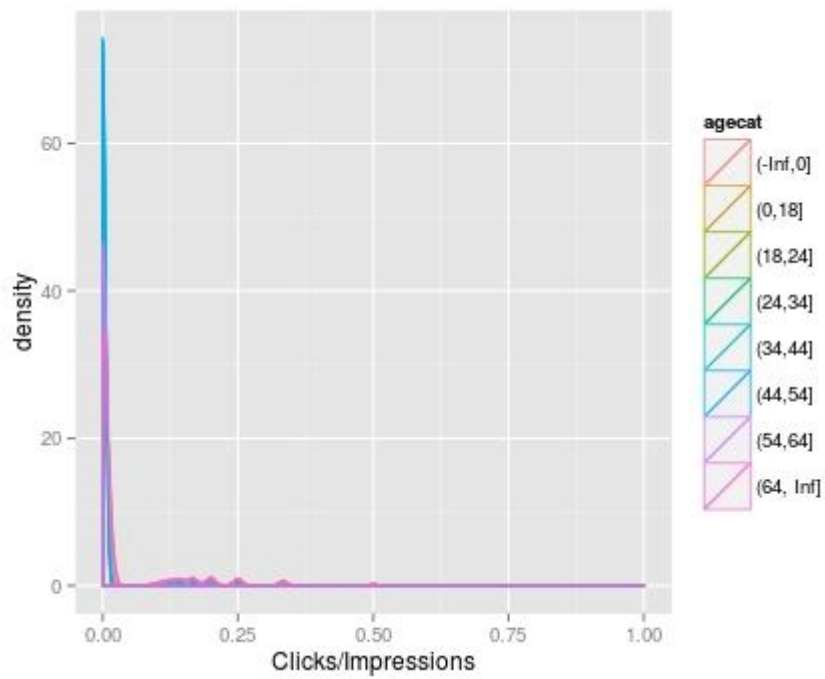 60
40
20
0
density
0.00 0.25 0.50 0.75 1.00
Clicks/Impressions
agecat
(-Inf,0]
(0,18]
(18,24]
(24,34]
(34,44]
(44,54]
(54,64]
(64, Inf]